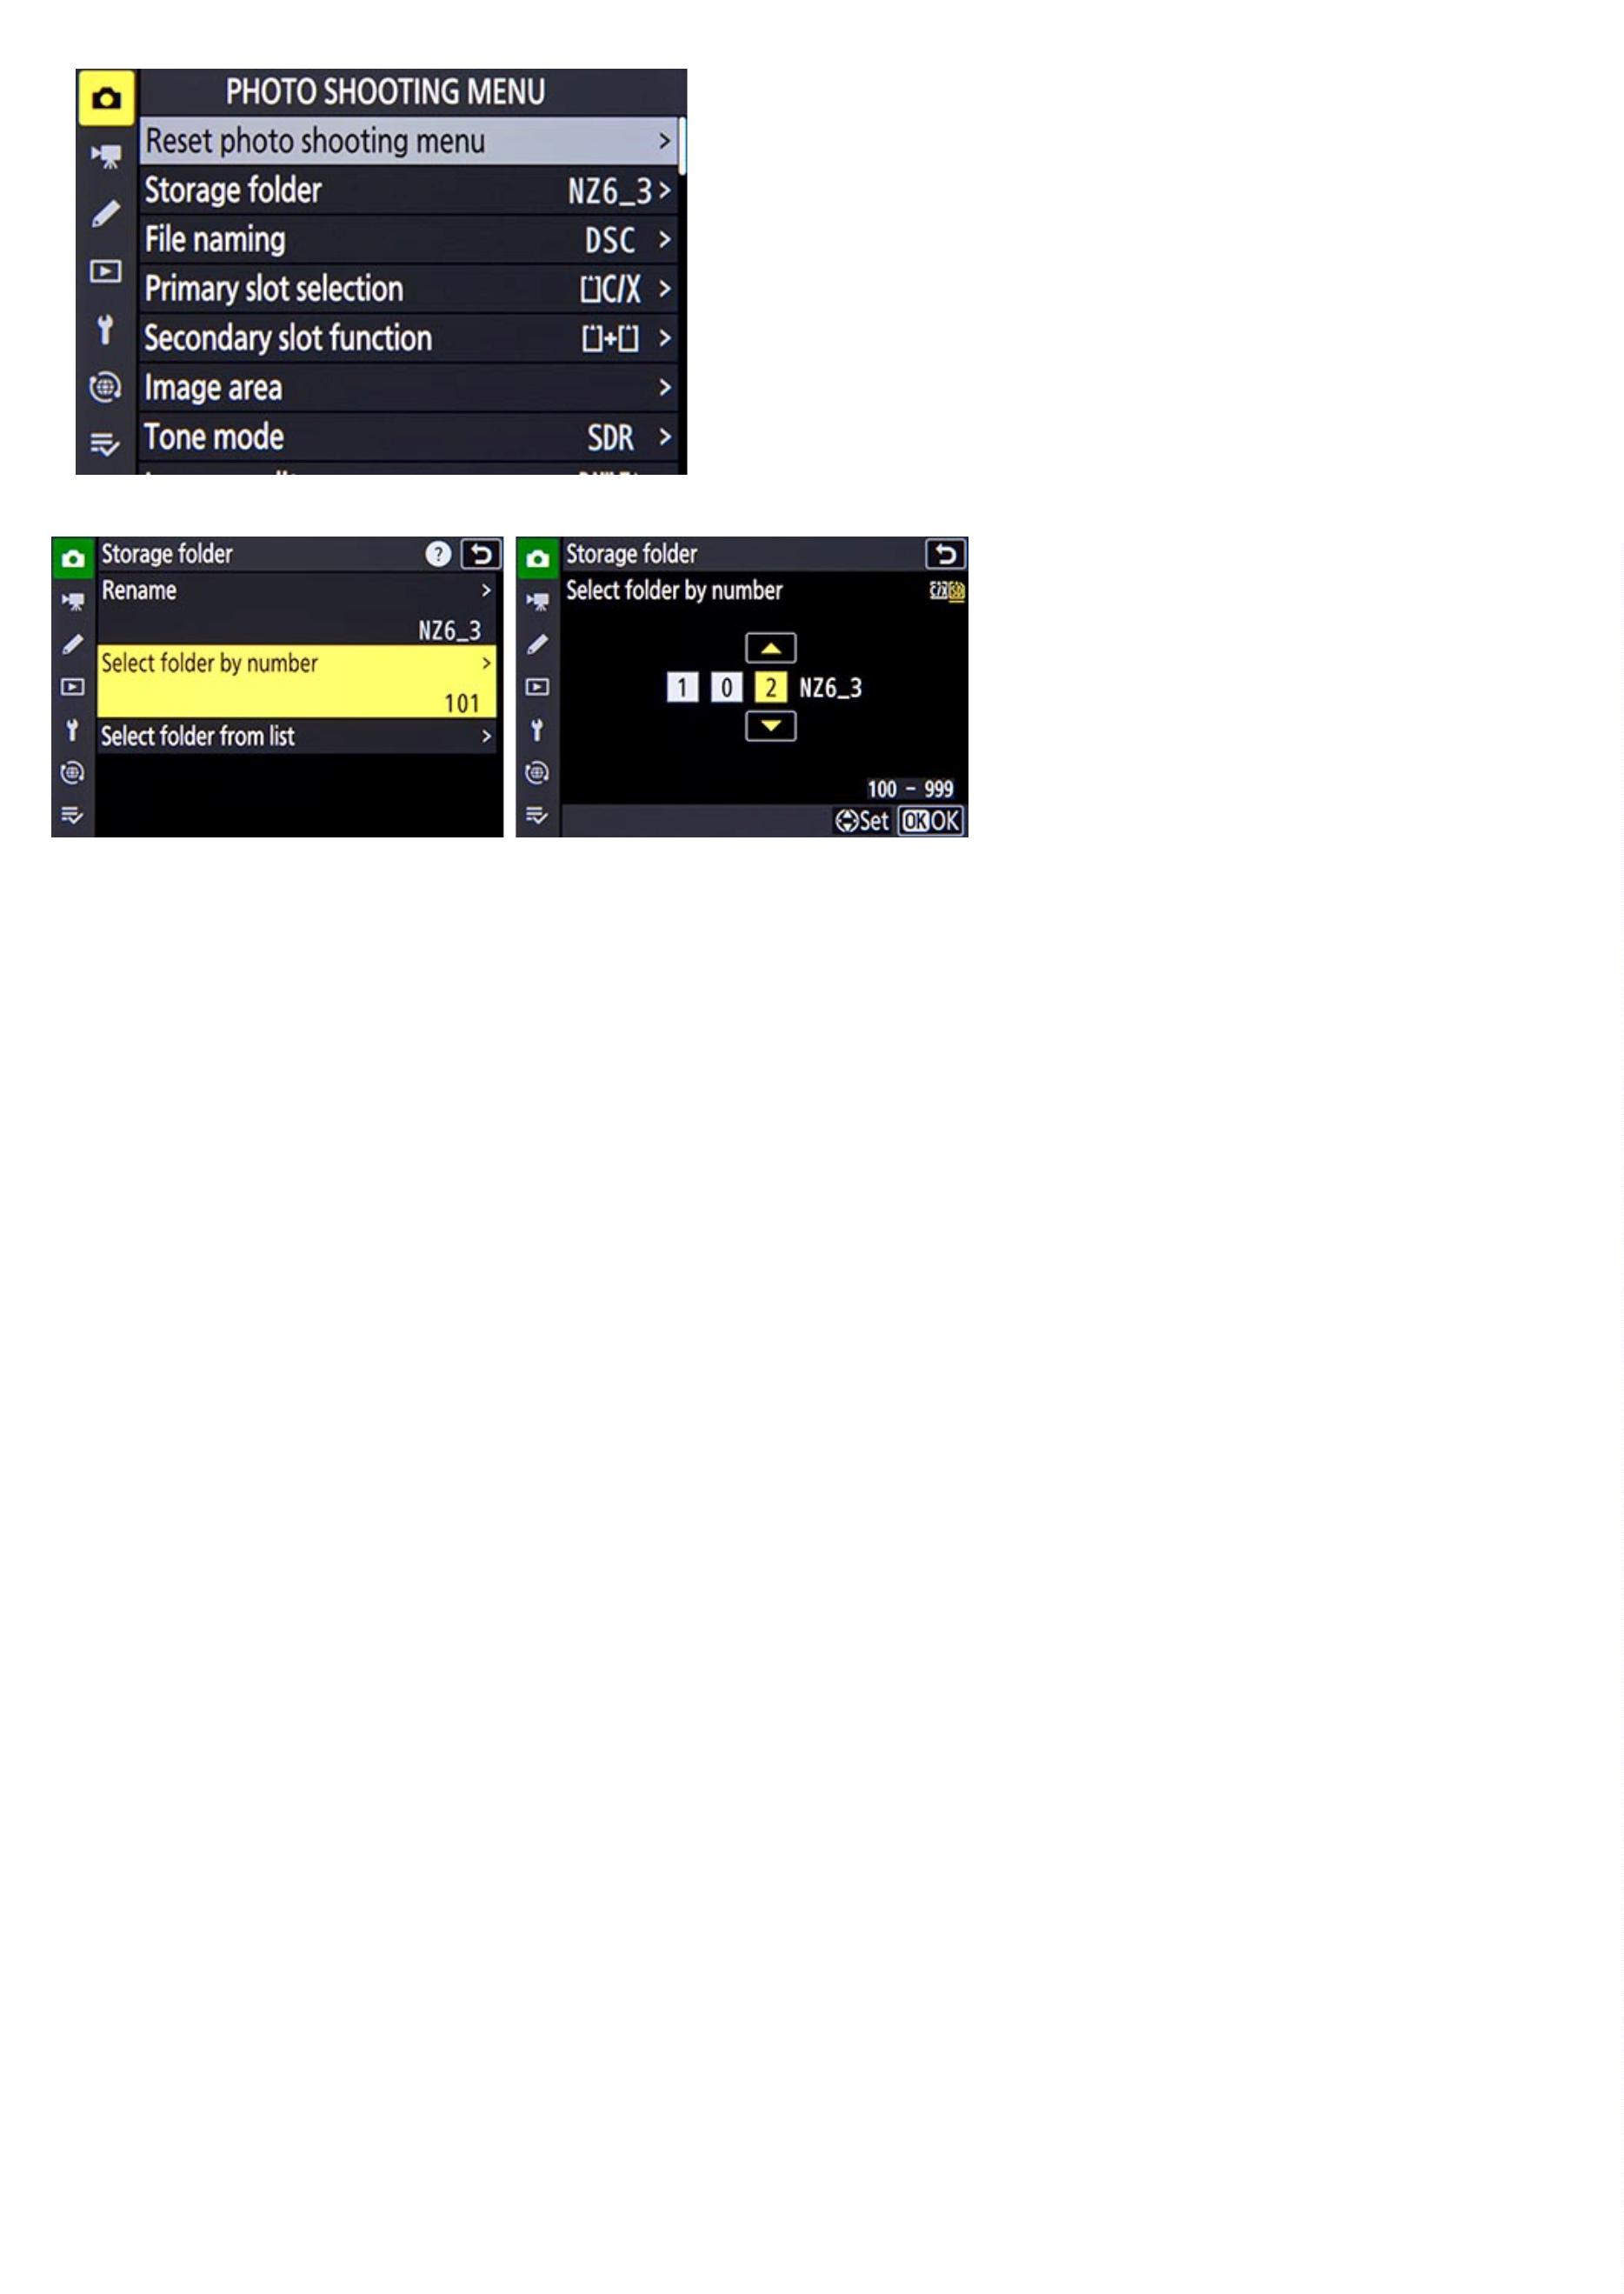 PHOTO SHOOTING MENU
Reset photo shooting menu >
Storage folder NZ6_3 >
File naming DSC >
Primary slot selection C/X >
Secondary slot function + >
Image area >
Tone mode SDR >
Storage folder ?
Rename >
NZ6_3
Select folder by number >
101
Select folder from list >
Storage folder
Select folder by number C/X SD
1 0 2 NZ6_3
100 - 999
Set OK OK